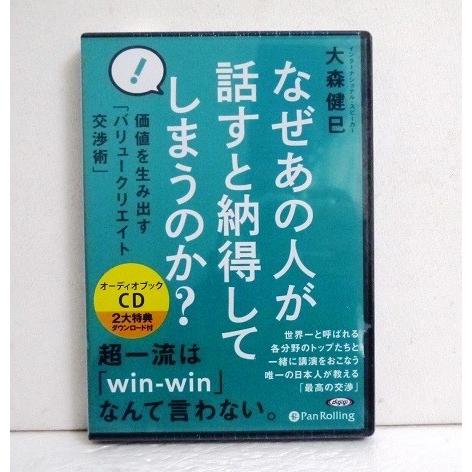 インターナショナル・スピーカー
大森健巳
なぜあの人が
話すと納得して
しまうのか?
!
価値を生み出す
「バリュークリエイト
交渉術」
オーディオブック
CD
2大特典
ダウンロード付
超一流は
「win-win」
なんて言わない。
世界一と呼ばれる
各分野のトップたちと
一緒に講演をおこなう
唯一の日本人が教える
「最高の交渉」
digigi
PanRolling